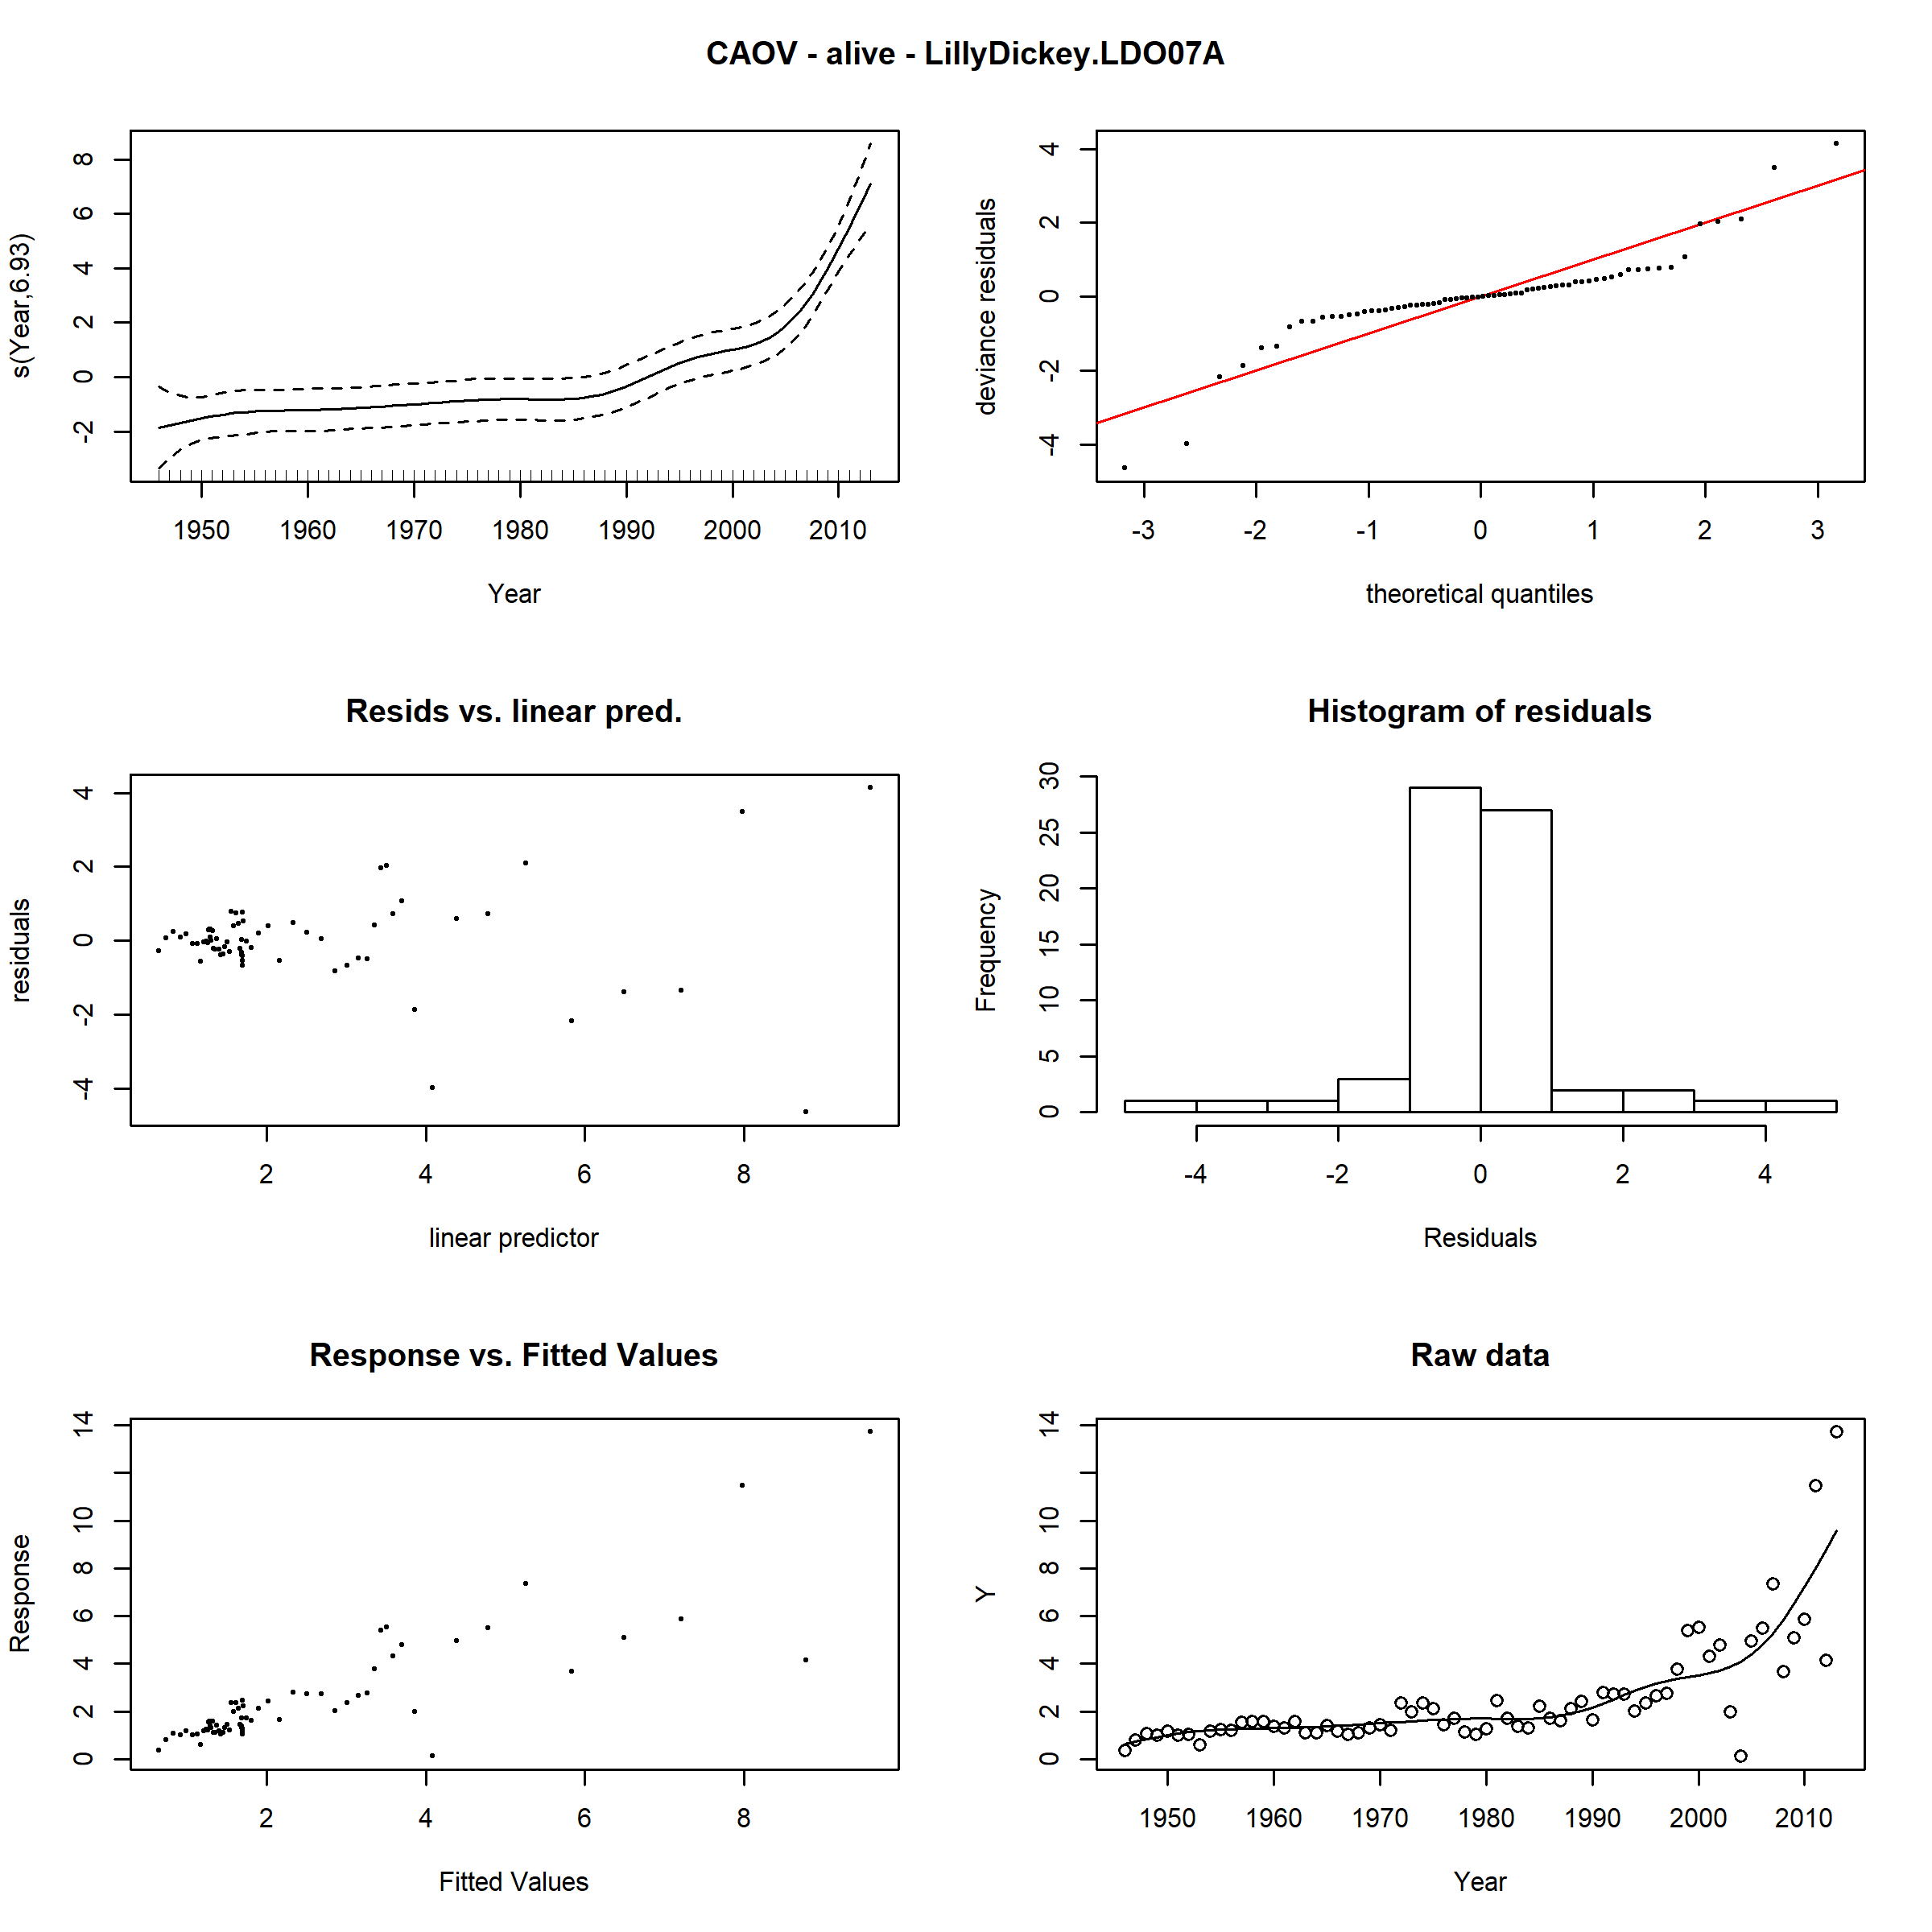 CAOV - alive - LillyDickey.LDO07A
s(Year,6.93)
8
6
4
2
0
-2
1950 1960 1970 1980 1990 2000 2010
Year
deviance residuals
4
2
0
-2
-4
-3 -2 -1 0 1 2 3
theoretical quantiles
Resids vs. linear pred.
residuals
4
2
0
-2
-4
2 4 6 8
linear predictor
Histogram of residuals
Frequency
30
25
20
15
10
5
0
-4 -2 0 2 4
Residuals
Response vs. Fitted Values
Response
14
10
8
6
4
2
0
2 4 6 8
Fitted Values
Raw data
Y
14
10
8
6
4
2
0
1950 1960 1970 1980 1990 2000 2010
Year